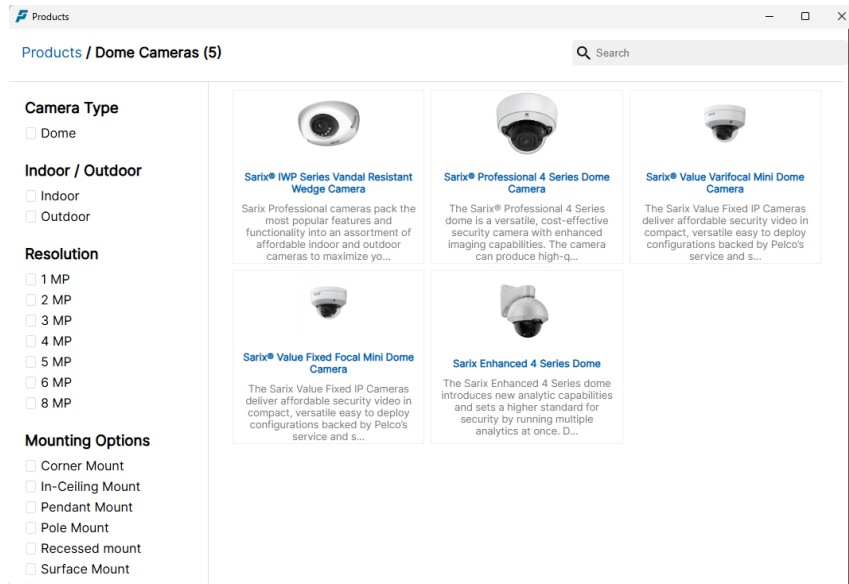 Products
Products / Dome Cameras (5)
Search
Camera Type
Dome
Indoor / Outdoor
Indoor
Outdoor
Resolution
1 MP
2 MP
3 MP
4 MP
5 MP
6 MP
8 MP
Mounting Options
Corner Mount
In-Ceiling Mount
Pendant Mount
Pole Mount
Recessed mount
Surface Mount
Sarix® IWP Series Vandal Resistant
Wedge Camera
Sarix Professional cameras pack the
most popular features and
functionality into an assortment of
affordable indoor and outdoor
cameras to maximize yo...
Sarix® Professional 4 Series Dome
Camera
The Sarix® Professional 4 Series
dome is a versatile, cost-effective
security camera with enhanced
imaging capabilities. The camera
can produce high-q...
Sarix® Value Varifocal Mini Dome
Camera
The Sarix Value Fixed IP Cameras
deliver affordable security video in
compact, versatile easy to deploy
configurations backed by Pelco's
service and s...
Sarix® Value Fixed Focal Mini Dome
Camera
The Sarix Value Fixed IP Cameras
deliver affordable security video in
compact, versatile easy to deploy
configurations backed by Pelco's
service and s...
Sarix Enhanced 4 Series Dome
The Sarix Enhanced 4 Series dome
introduces new analytic capabilities
and sets a higher standard for
security by running multiple
analytics at once. D...